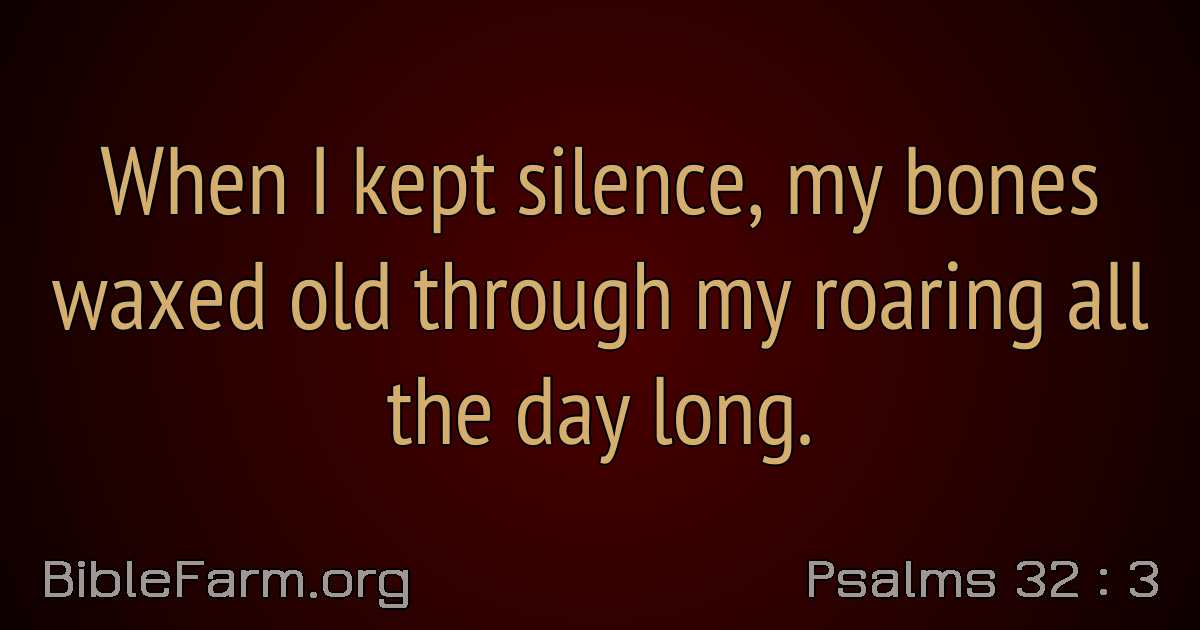 When I kept silence, my bones
waxed old through my roaring all
the day long.
BibleFarm.org
Psalms 32 : 3